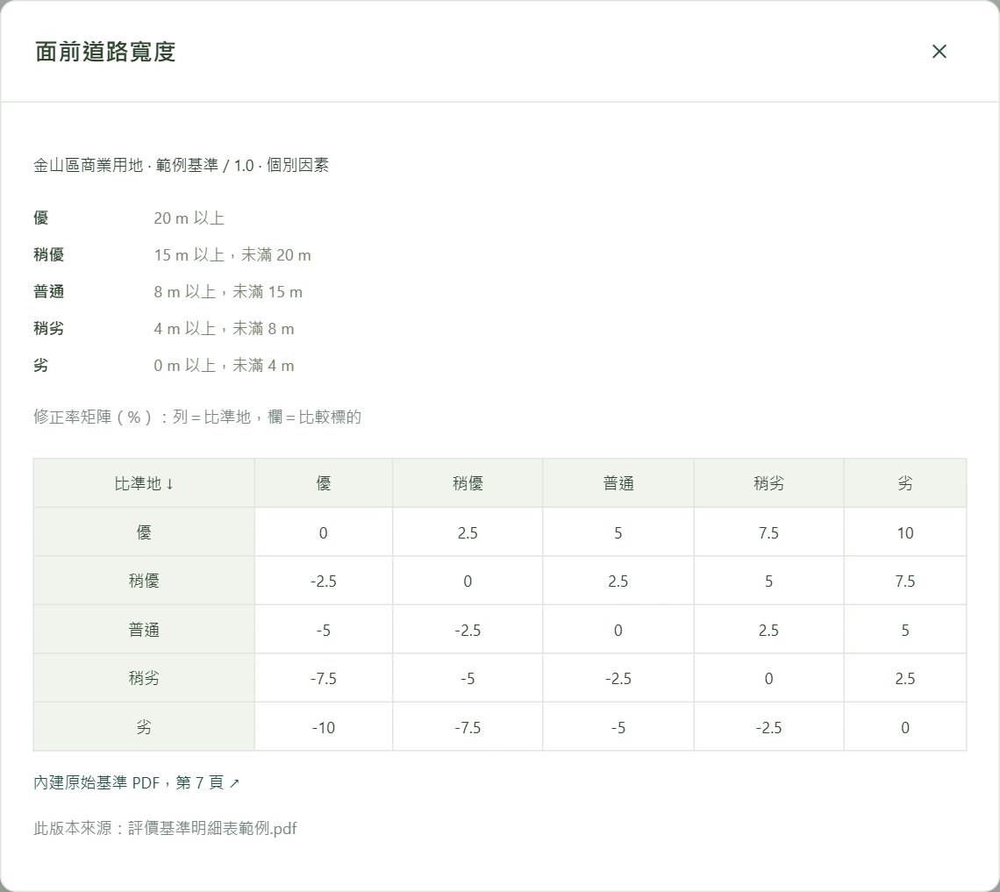 面前道路寬度
金山區商業用地 · 範例基準 / 1.0 · 個別因素
優 20 m 以上
稍優 15 m 以上，未滿 20 m
普通 8 m 以上，未滿 15 m
稍劣 4 m 以上，未滿 8 m
劣 0 m 以上，未滿 4 m
修正率矩陣（%）：列＝比準地，欄＝比較標的
比準地 ↓ 優 稍優 普通 稍劣 劣
優 0 2.5 5 7.5 10
稍優 -2.5 0 2.5 5 7.5
普通 -5 -2.5 0 2.5 5
稍劣 -7.5 -5 -2.5 0 2.5
劣 -10 -7.5 -5 -2.5 0
內建原始基準 PDF，第 7 頁 ↗
此版本來源：評價基準明細表範例.pdf